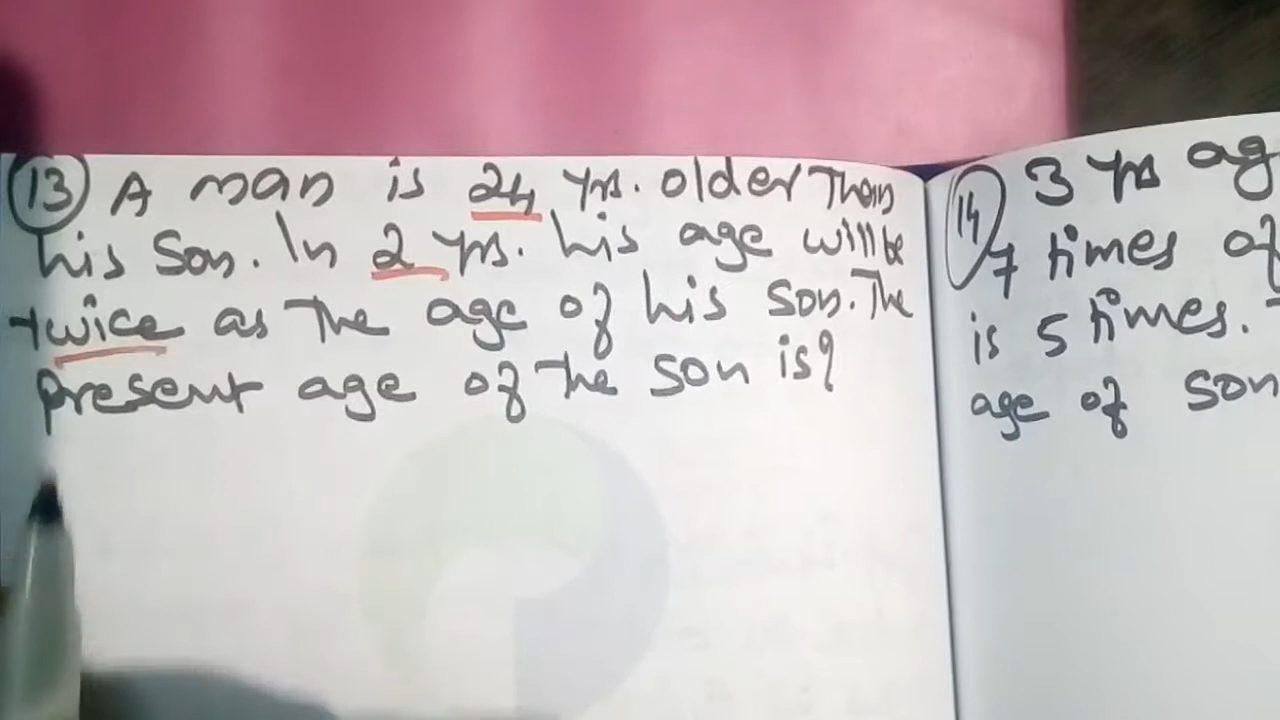 13 A man is 24 yrs. older Than
his Son. In 2 yrs. his age will be
twice as The age of his son. The
present age of the son is?
14 3 yrs ag
7 times of
is 5 times.
age of son